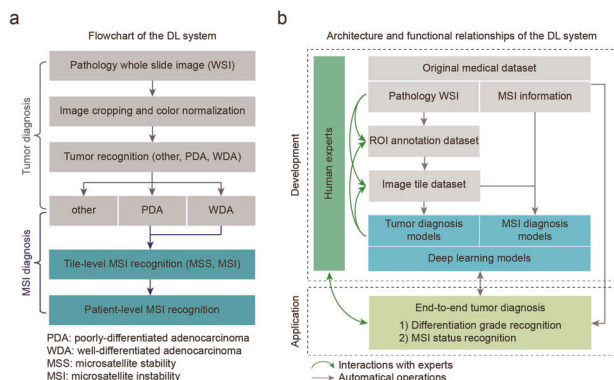 a
Flowchart of the DL system
Tumor diagnosis
MSI diagnosis
Pathology whole slide image (WSI)
Image cropping and color normalization
Tumor recognition (other, PDA, WDA)
other
PDA
WDA
Tile-level MSI recognition (MSS, MSI)
Patient-level MSI recognition
PDA: poorly-differentiated adenocarcinoma
WDA: well-differentiated adenocarcinoma
MSS: microsatellite stability
MSI: microsatellite instability
b
Architecture and functional relationships of the DL system
Development
Human experts
Original medical dataset
Pathology WSI
MSI information
ROI annotation dataset
Image tile dataset
Tumor diagnosis
models
MSI diagnosis
models
Deep learning models
Application
End-to-end tumor diagnosis
1) Differentiation grade recognition
2) MSI status recognition
Interactions with experts
Automatical operations